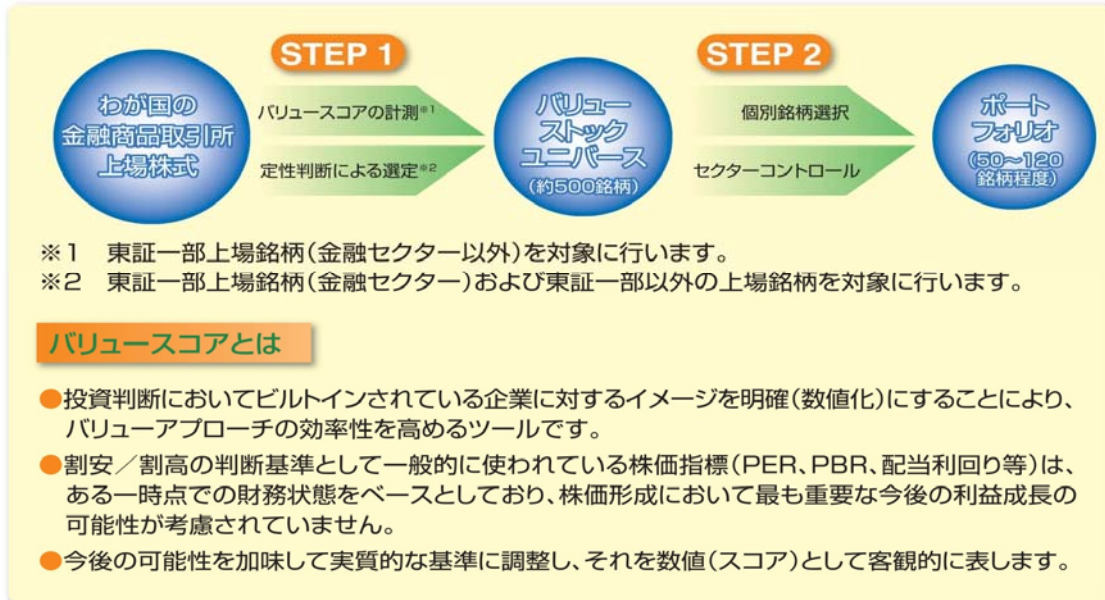 STEP 1
STEP 2
わが国の
金融商品取引所
上場株式
バリュースコアの計測※1
定性判断による選定※2
バリュー
ストック
ユニバース
(約500銘柄)
個別銘柄選択
セクターコントロール
ポート
フォリオ
(50〜120
銘柄程度)
※1 東証一部上場銘柄(金融セクター以外)を対象に行います。
※2 東証一部上場銘柄(金融セクター)および東証一部以外の上場銘柄を対象に行います。
バリュースコアとは
●投資判断においてビルトインされている企業に対するイメージを明確(数値化)にすることにより、
バリューアプローチの効率性を高めるツールです。
●割安/割高の判断基準として一般的に使われている株価指標(PER、PBR、配当利回り等)は、
ある一時点での財務状態をベースとしており、株価形成において最も重要な今後の利益成長の
可能性が考慮されていません。
●今後の可能性を加味して実質的な基準に調整し、それを数値(スコア)として客観的に表します。